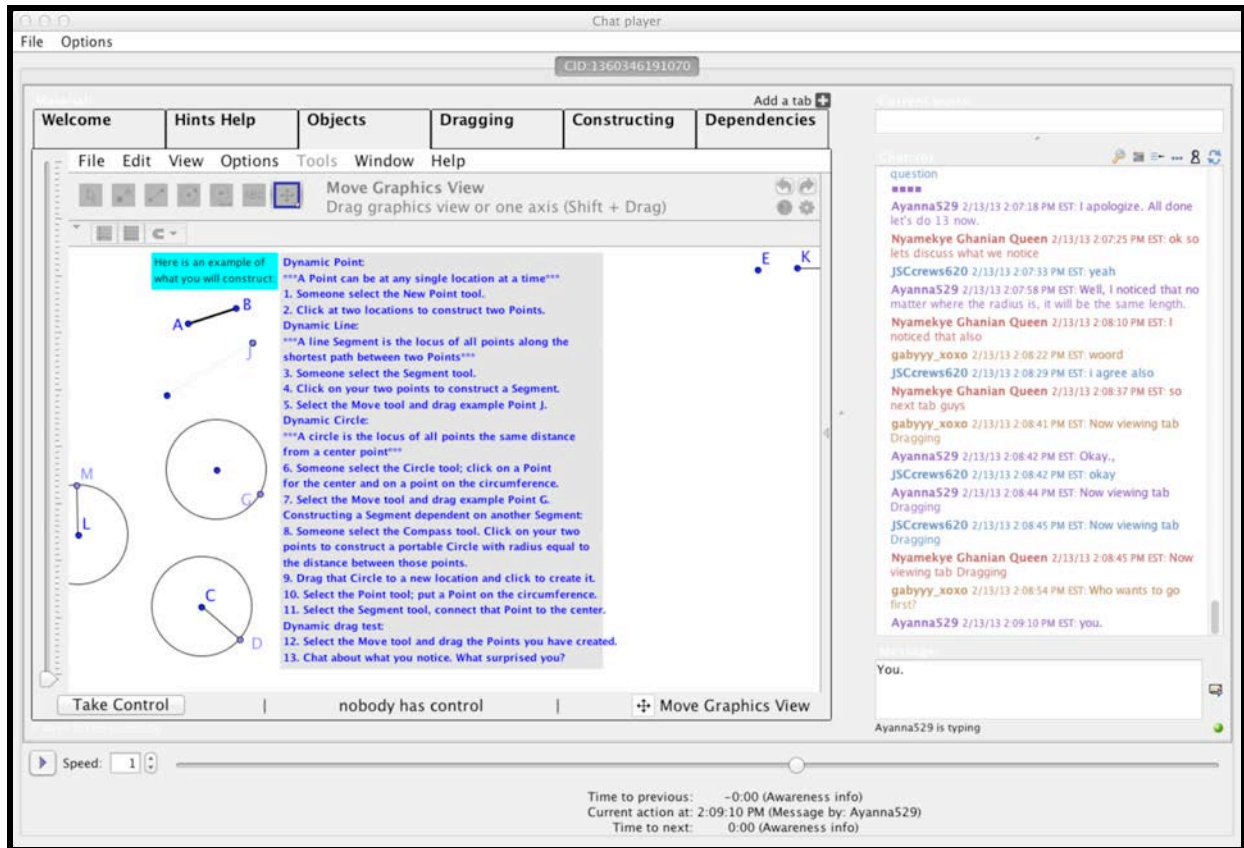 Chat player
File Options
CID:1360346191070
Add a tab
Welcome Hints Help Objects Dragging Constructing Dependencies
File Edit View Options Tools Window Help
Move Graphics View
Drag graphics view or one axis (Shift + Drag)
Here is an example of
what you will construct:
A
B
J
M
L
G
C
D
Dynamic Point:
***A Point can be at any single location at a time***
1. Someone select the New Point tool.
2. Click at two locations to construct two Points.
Dynamic Line:
***A line Segment is the locus of all points along the
shortest path between two Points***
3. Someone select the Segment tool.
4. Click on your two points to construct a Segment.
5. Select the Move tool and drag example Point J.
Dynamic Circle:
***A circle is the locus of all points the same distance
from a center point***
6. Someone select the Circle tool; click on a Point
for the center and on a point on the circumference.
7. Select the Move tool and drag example Point G.
Constructing a Segment dependent on another Segment:
8. Someone select the Compass tool. Click on your two
points to construct a portable Circle with radius equal to
the distance between those points.
9. Drag that Circle to a new location and click to create it.
10. Select the Point tool; put a Point on the circumference.
11. Select the Segment tool, connect that Point to the center.
Dynamic drag test:
12. Select the Move tool and drag the Points you have created.
13. Chat about what you notice. What surprised you?
E
K
Take Control | nobody has control | Move Graphics View
question
Ayanna529 2/13/13 2:07:18 PM EST: I apologize. All done
let's do 13 now.
Nyamekye Ghanian Queen 2/13/13 2:07:25 PM EST: ok so
lets discuss what we notice
JSCcrews620 2/13/13 2:07:33 PM EST: yeah
Ayanna529 2/13/13 2:07:58 PM EST: Well, I noticed that no
matter where the radius is, it will be the same length.
Nyamekye Ghanian Queen 2/13/13 2:08:10 PM EST: I
noticed that also
gabyyy_xoxo 2/13/13 2:08:22 PM EST: woord
JSCcrews620 2/13/13 2:08:29 PM EST: i agree also
Nyamekye Ghanian Queen 2/13/13 2:08:37 PM EST: so
next tab guys
gabyyy_xoxo 2/13/13 2:08:41 PM EST: Now viewing tab
Dragging
Ayanna529 2/13/13 2:08:42 PM EST: Okay.,
JSCcrews620 2/13/13 2:08:42 PM EST: okay
Ayanna529 2/13/13 2:08:44 PM EST: Now viewing tab
Dragging
JSCcrews620 2/13/13 2:08:45 PM EST: Now viewing tab
Dragging
Nyamekye Ghanian Queen 2/13/13 2:08:45 PM EST: Now
viewing tab Dragging
gabyyy_xoxo 2/13/13 2:08:54 PM EST: Who wants to go
first?
Ayanna529 2/13/13 2:09:10 PM EST: you.
Message
You.
Ayanna529 is typing
Speed: 1
Time to previous: -0:00 (Awareness info)
Current action at: 2:09:10 PM (Message by: Ayanna529)
Time to next: 0:00 (Awareness info)